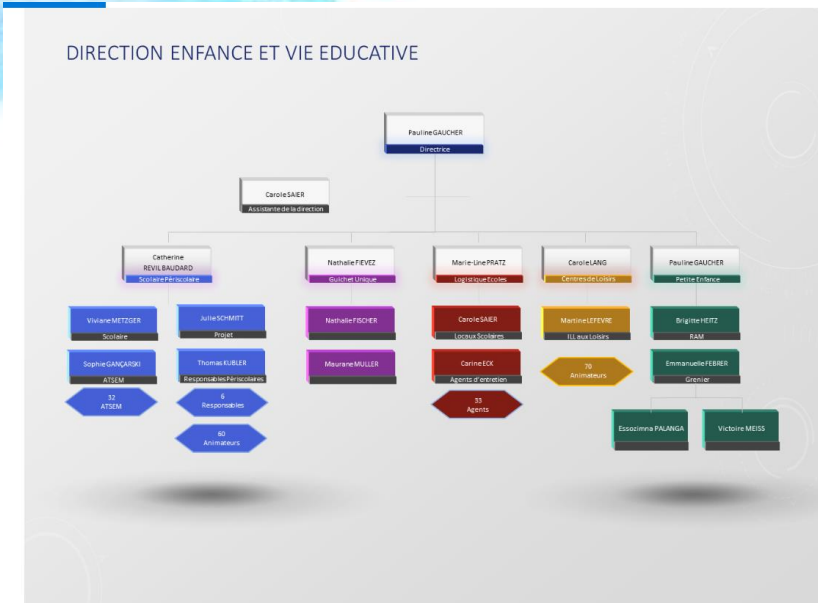 DIRECTION ENFANCE ET VIE EDUCATIVE
Pauline GAUCHER
Directrice
Carole SAIER
Assistante de la direction
Catherine
REVIL BAUDARD
Scolaire Périscolaire
Nathalie FIEVEZ
Guichet Unique
Marie-Line PRATZ
Logistique Ecoles
Carole LANG
Centres de Loisirs
Pauline GAUCHER
Petite Enfance
Viviane METZGER
Scolaire
Julie SCHMITT
Projet
Nathalie FISCHER
Carole SAIER
Locaux Scolaires
Martine LEFEVRE
ILL aux Loisirs
Brigitte HEITZ
RAM
Sophie GANÇARSKI
ATSEM
Thomas KUBLER
Responsables Périscolaires
Maurane MULLER
Carine ECK
Agents d'entretien
70
Animateurs
Emmanuelle FEBRER
Grenier
32
ATSEM
6
Responsables
33
Agents
60
Animateurs
Essozimna PALANGA
Victoire MEISS